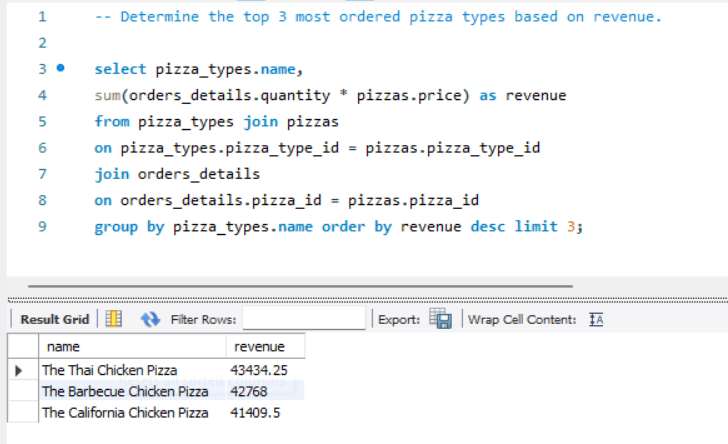 1 -- Determine the top 3 most ordered pizza types based on revenue.
2
3 select pizza_types.name,
4 sum(orders_details.quantity * pizzas.price) as revenue
5 from pizza_types join pizzas
6 on pizza_types.pizza_type_id = pizzas.pizza_type_id
7 join orders_details
8 on orders_details.pizza_id = pizzas.pizza_id
9 group by pizza_types.name order by revenue desc limit 3;
Result Grid Filter Rows: Export: Wrap Cell Content: IA
name revenue
The Thai Chicken Pizza 43434.25
The Barbecue Chicken Pizza 42768
The California Chicken Pizza 41409.5